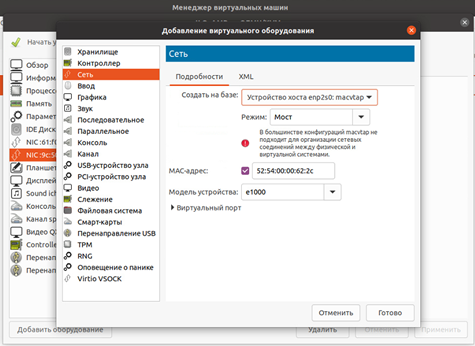 Менеджер виртуальных машин
Добавление виртуального оборудования
Начать у
Обзор
Информ
Процессо
Память
Парамет
IDE Диск
NIC :61:f
NIC :9c:5
Планшет
Дисплей
Sound ich
Консоль
Канал sp
Видео Q
Controlle
Перенап
Перенап
Добавить оборудование
Хранилище
Контроллер
Сеть
Ввод
Графика
Звук
Последовательное
Параллельное
Консоль
Канал
USB-устройство узла
PCI-устройство узла
Видео
Слежение
Файловая система
Смарт-карты
Перенаправление USB
TPM
RNG
Оповещение о панике
Virtio VSOCK
Сеть
Подробности
XML
Создать на базе:
Устройство хоста enp2s0: macvtap
Режим:
Мост
В большинстве конфигураций macvtap не
подходит для организации сетевых
соединений между физической и
виртуальной системами.
MAC-адрес:
52:54:00:00:62:2c
Модель устройства:
e1000
Виртуальный порт
Отменить
Готово
Удалить
Отменить
Применить